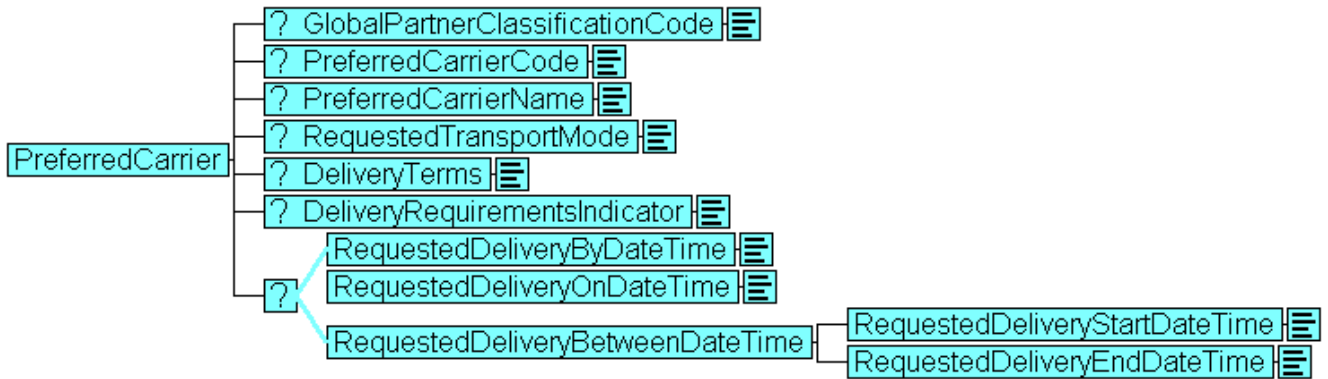 ? GlobalPartnerClassificationCode
? PreferredCarrierCode
? PreferredCarrierName
? RequestedTransportMode
PreferredCarrier
? DeliveryTerms
? DeliveryRequirementsIndicator
RequestedDeliveryByDateTime
? RequestedDeliveryOnDateTime
RequestedDeliveryStartDateTime
RequestedDeliveryBetweenDateTime
RequestedDeliveryEndDateTime